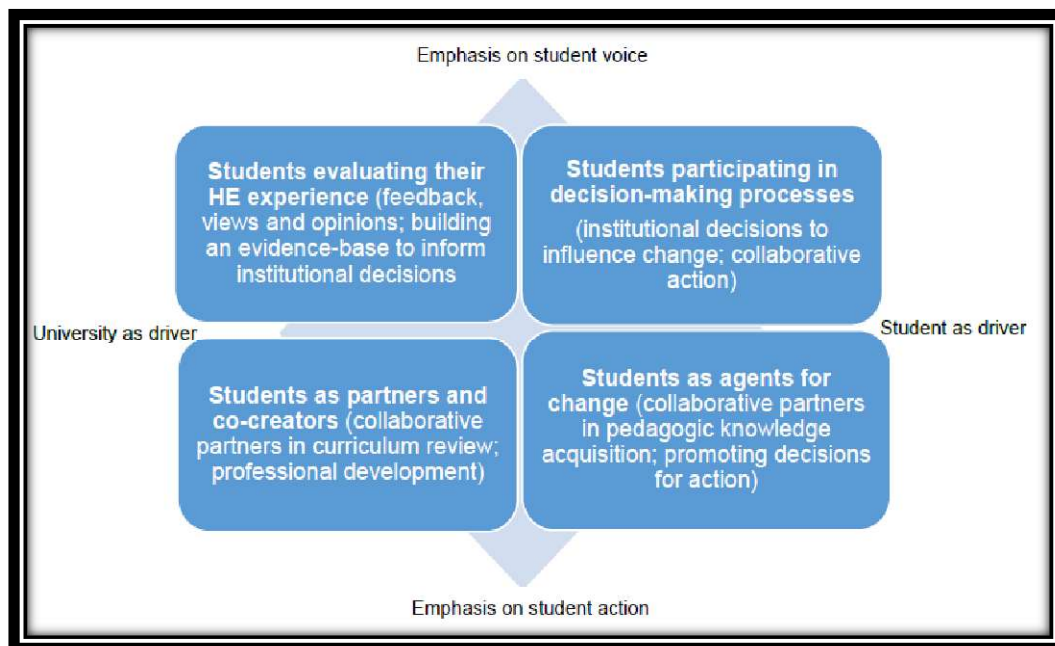 Emphasis on student voice
Students evaluating their
HE experience (feedback,
views and opinions; building
an evidence-base to inform
institutional decisions
Students participating in
decision-making processes
(institutional decisions to
influence change; collaborative
action)
University as driver
Student as driver
Students as partners and
co-creators (collaborative
partners in curriculum review;
professional development)
Students as agents for
change (collaborative partners
in pedagogic knowledge
acquisition; promoting decisions
for action)
Emphasis on student action